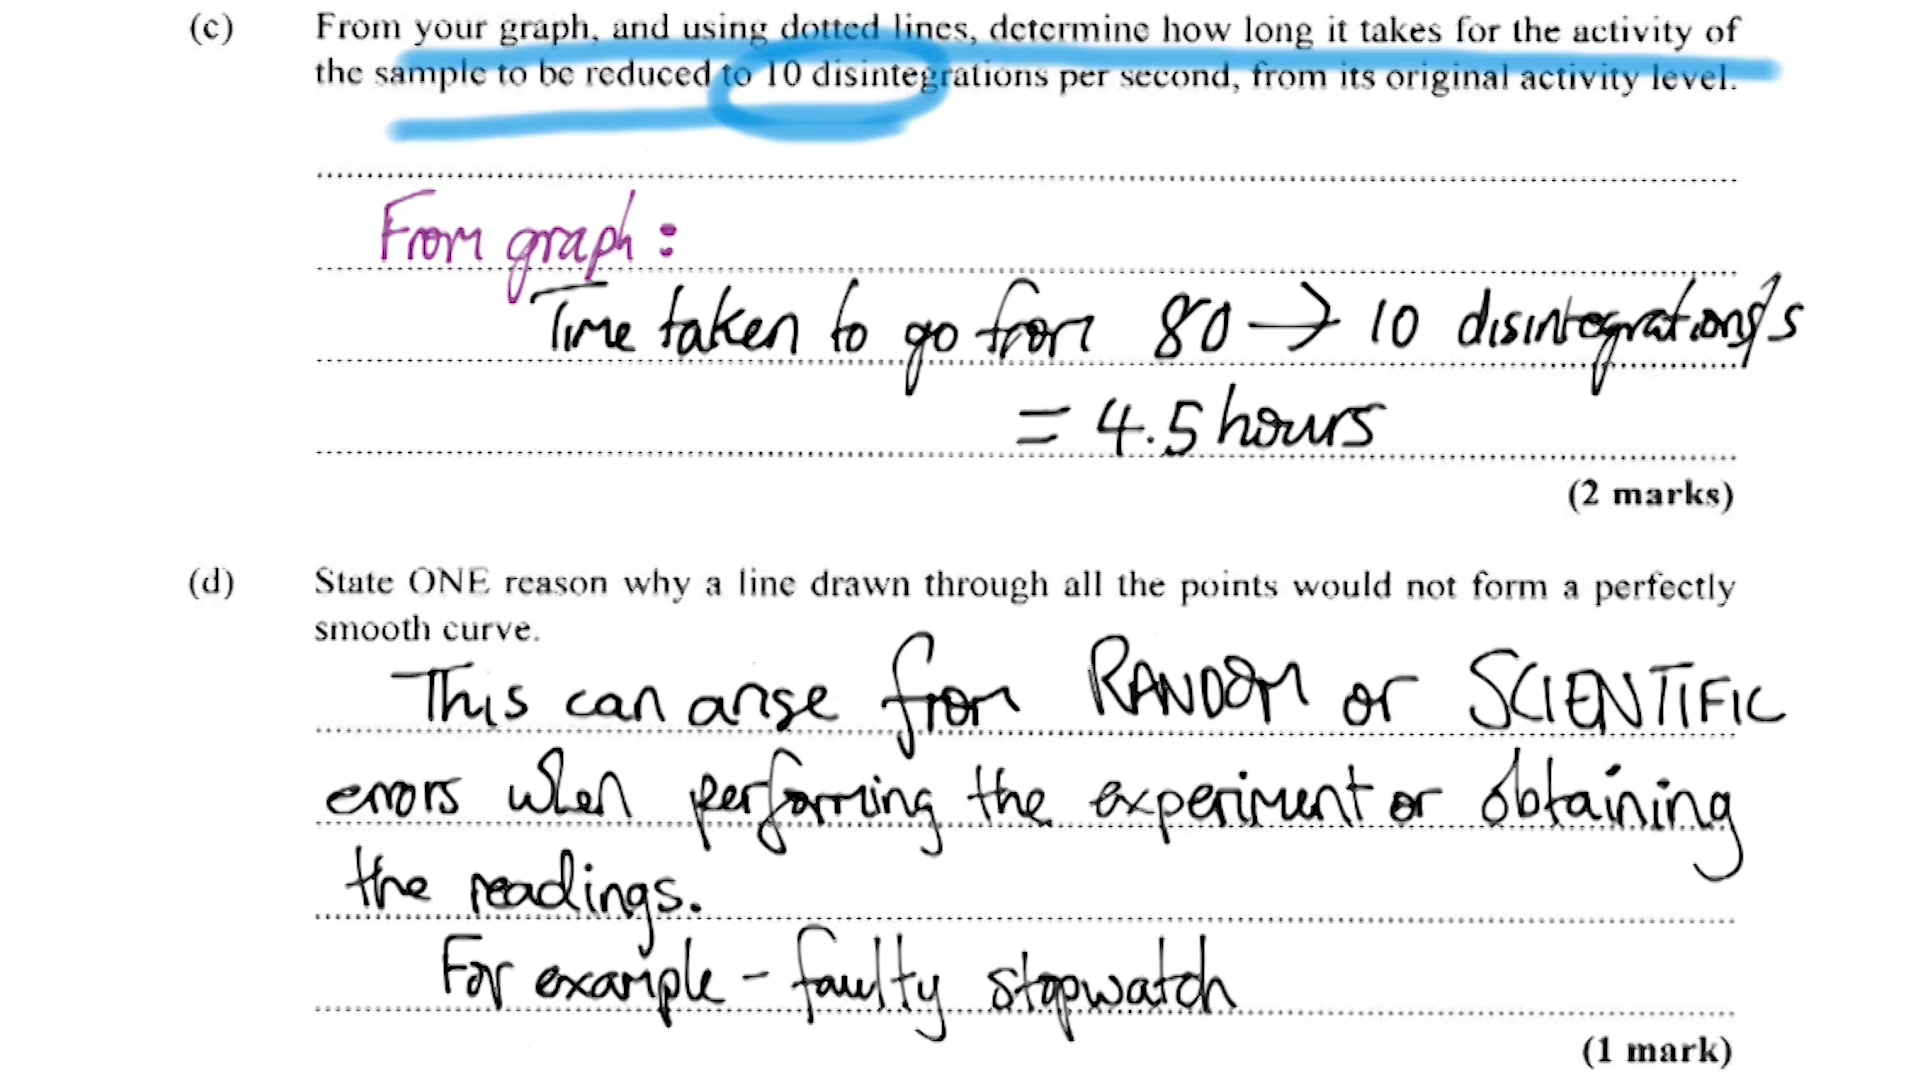 (c) From your graph, and using dotted lines, determine how long it takes for the activity of
the sample to be reduced to 10 disintegrations per second, from its original activity level.
From graph:
Time taken to go from 80 → 10 disintegrations/s
= 4.5 hours
(2 marks)
(d) State ONE reason why a line drawn through all the points would not form a perfectly
smooth curve.
This can arise from RANDOM or SCIENTIFIC
errors when performing the experiment or obtaining
the readings.
For example - faulty stopwatch
(1 mark)